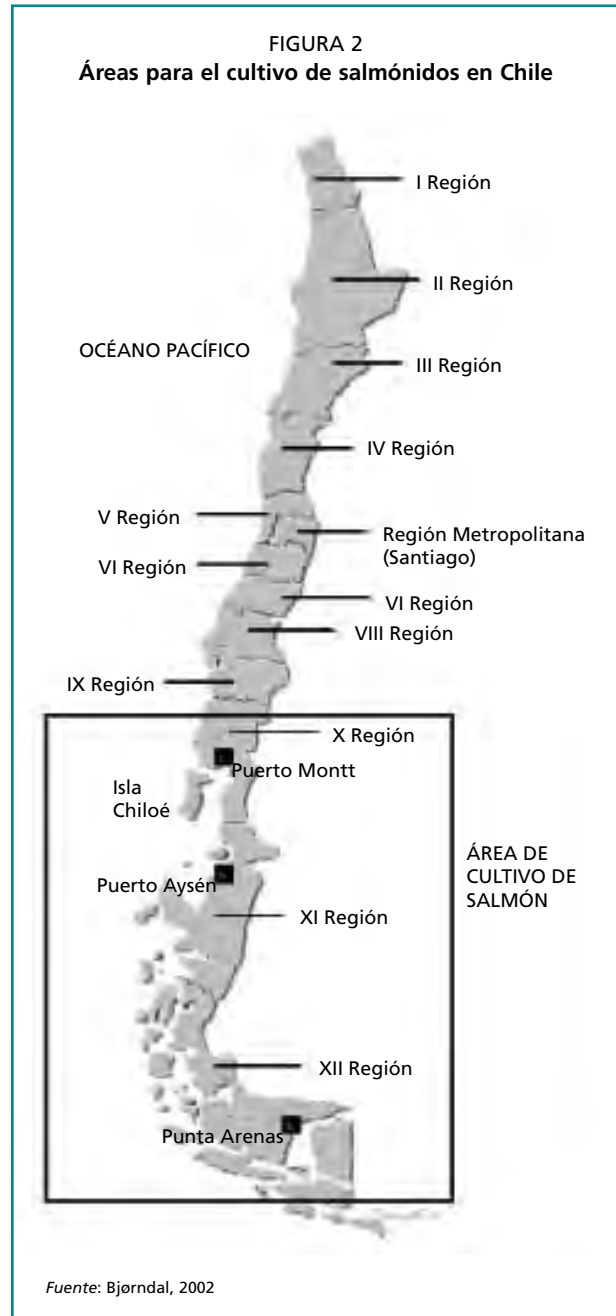 FIGURA 2
Áreas para el cultivo de salmónidos en Chile
I Región
II Región
OCÉANO PACÍFICO
III Región
IV Región
V Región
Región Metropolitana
(Santiago)
VI Región
VI Región
VIII Región
IX Región
X Región
Puerto Montt
Isla
Chiloé
ÁREA DE
CULTIVO DE
SALMÓN
Puerto Aysén
XI Región
XII Región
Punta Arenas
Fuente: Bjørndal, 2002